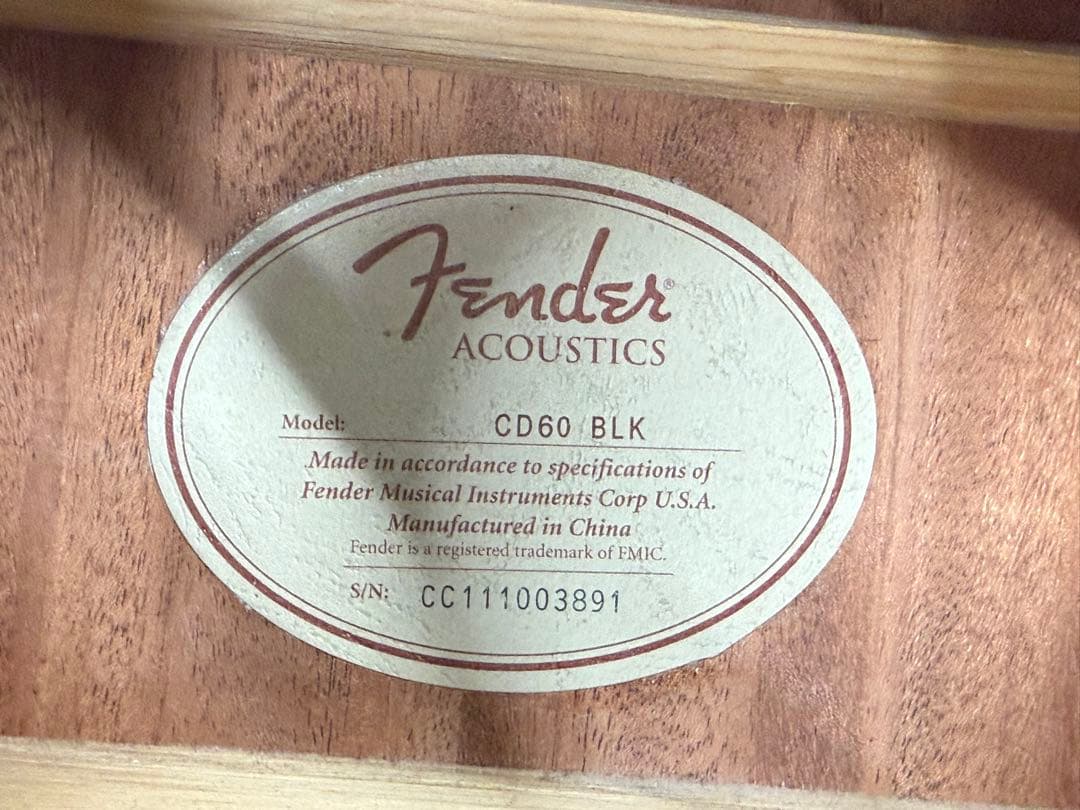 Fender®
ACOUSTICS
Model: CD60 BLK
Made in accordance to specifications of
Fender Musical Instruments Corp U.S.A.
Manufactured in China
Fender is a registered trademark of FMIC.
S/N: CC111003891